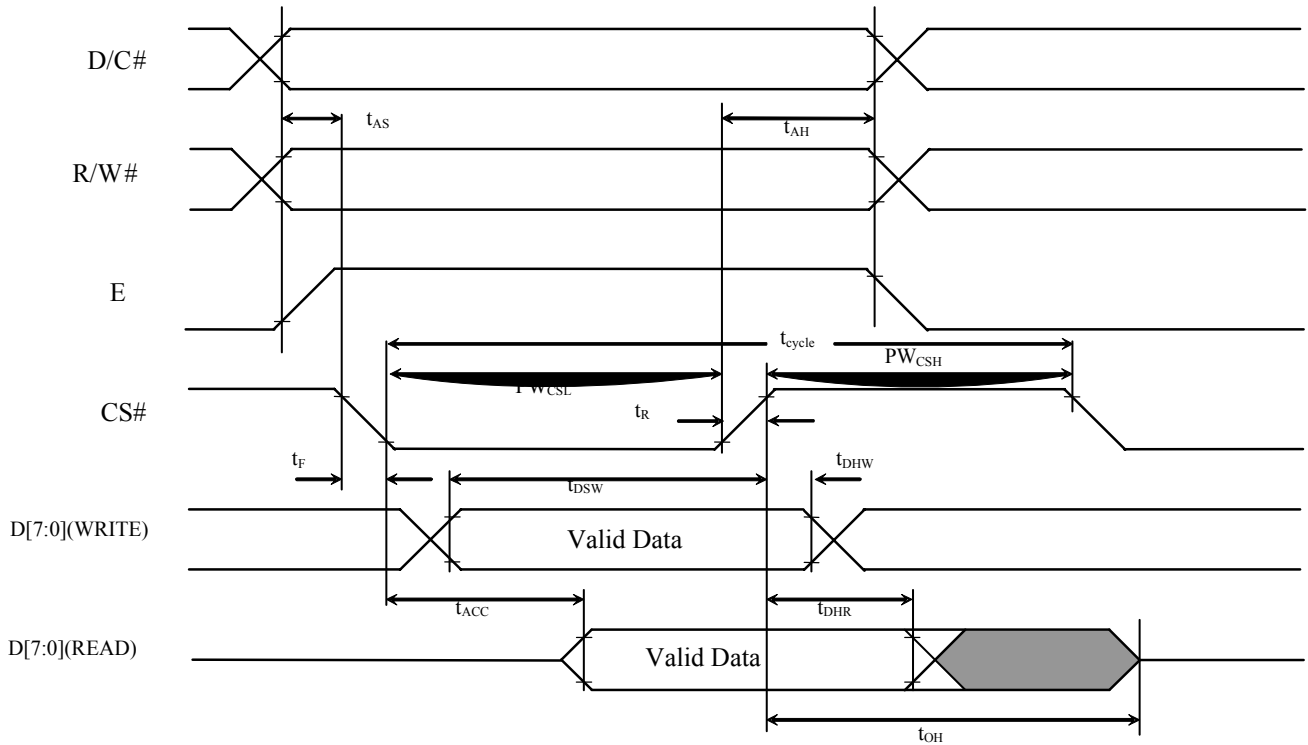 D/C#
tAS
tAH
R/W#
E
tcycle
PWCSH
PWCSL
CS#
tR
tF
tDHW
tDSW
D[7:0](WRITE)
Valid Data
tACC
tDHR
D[7:0](READ)
Valid Data
tOH